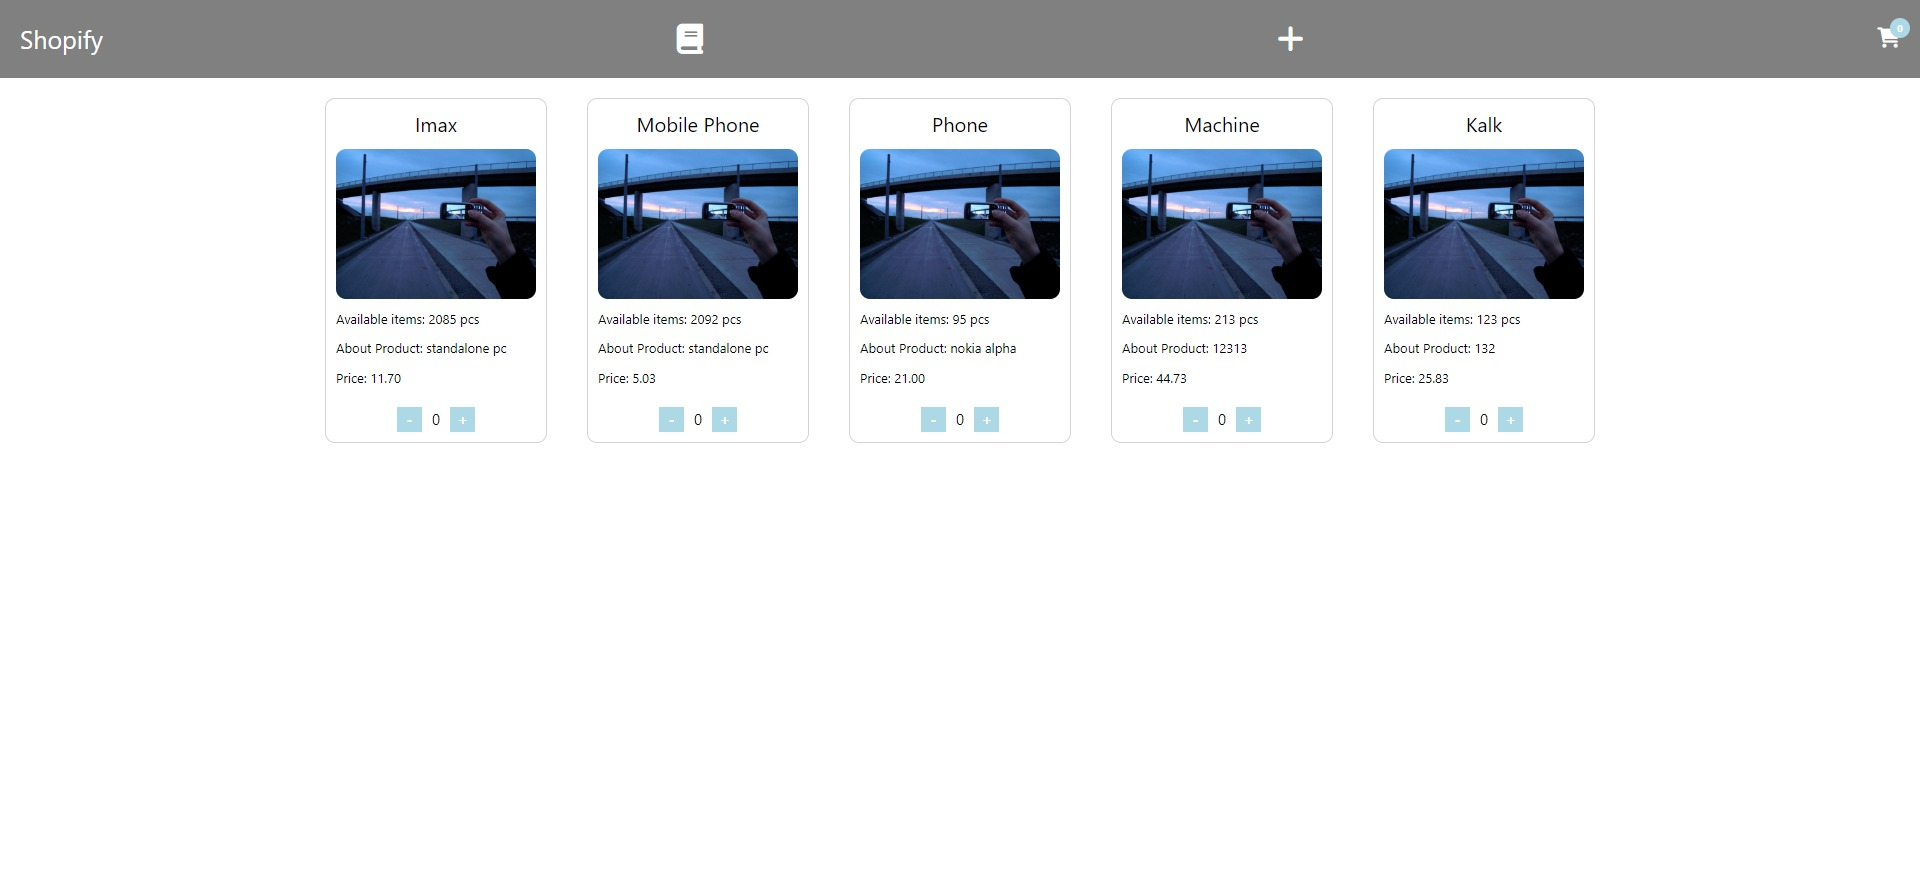 Shopify
0
Imax
Available items: 2085 pcs
About Product: standalone pc
Price: 11.70
- 0 +
Mobile Phone
Available items: 2092 pcs
About Product: standalone pc
Price: 5.03
- 0 +
Phone
Available items: 95 pcs
About Product: nokia alpha
Price: 21.00
- 0 +
Machine
Available items: 213 pcs
About Product: 12313
Price: 44.73
- 0 +
Kalk
Available items: 123 pcs
About Product: 132
Price: 25.83
- 0 +